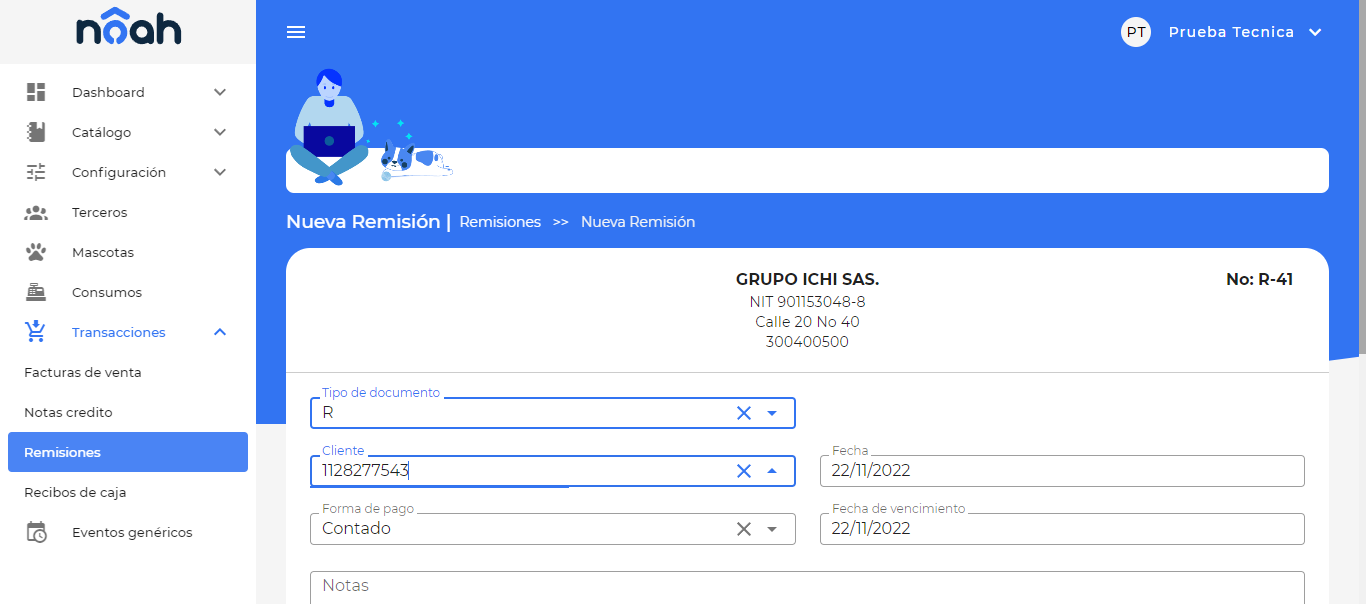 nôah
PT Prueba Tecnica
Dashboard
Catálogo
Configuración
Terceros
Mascotas
Consumos
Transacciones
Facturas de venta
Notas credito
Remisiones
Recibos de caja
Eventos genéricos
Nueva Remisión | Remisiones >> Nueva Remisión
GRUPO ICHI SAS.
No: R-41
NIT 901153048-8
Calle 20 No 40
300400500
Tipo de documento
R
Cliente
1128277543
Fecha
22/11/2022
Forma de pago
Contado
Fecha de vencimiento
22/11/2022
Notas